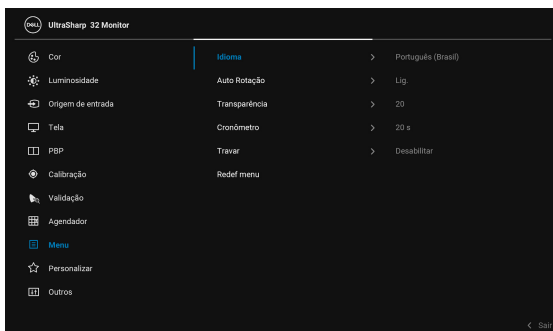 DELL UltraSharp 32 Monitor
Cor Idioma > Português (Brasil)
Luminosidade Auto Rotação > Lig.
Origem de entrada Transparência > 20
Tela Cronômetro > 20 s
PBP Travar > Desabilitar
Calibração Redef menu
Validação
Agendador
Menu
Personalizar
Outros
< Sair